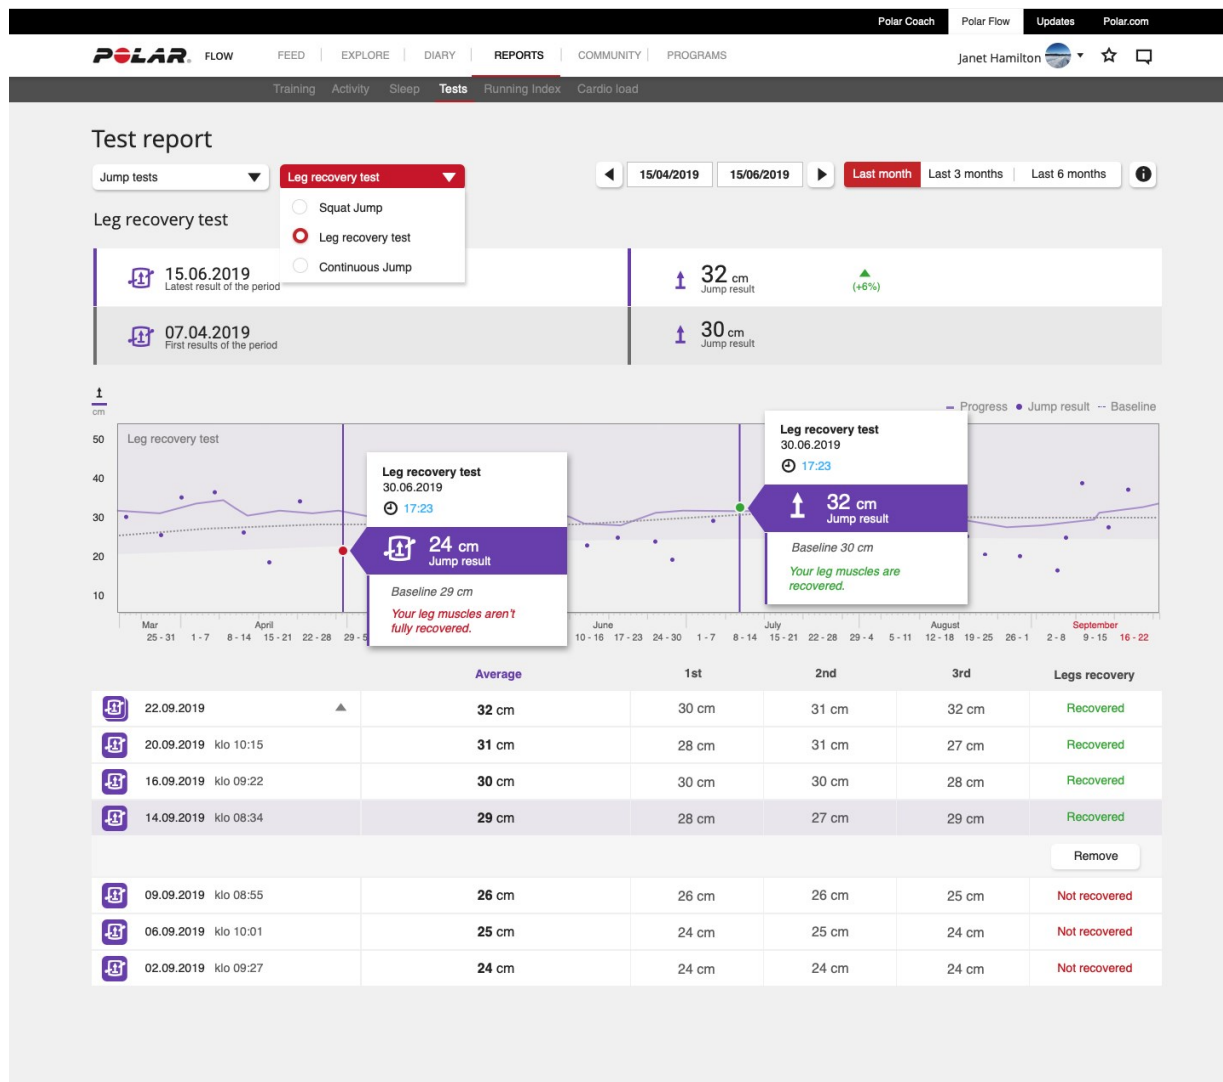 Polar Coach Polar Flow Updates Polar.com
POLAR. FLOW FEED EXPLORE DIARY REPORTS COMMUNITY PROGRAMS Janet Hamilton
Training Activity Sleep Tests Running Index Cardio load
Test report
Jump tests Leg recovery test 15/04/2019 15/06/2019 Last month Last 3 months Last 6 months
Squat Jump
Leg recovery test
Continuous Jump
Leg recovery test
15.06.2019
Latest result of the period
32 cm
Jump result
(+6%)
07.04.2019
First results of the period
30 cm
Jump result
cm
Progress Jump result Baseline
50
40
30
20
10
Leg recovery test
Leg recovery test
30.06.2019
17:23
24 cm
Jump result
Baseline 29 cm
Your leg muscles aren't
fully recovered.
Leg recovery test
30.06.2019
17:23
32 cm
Jump result
Baseline 30 cm
Your leg muscles are
recovered.
Mar April June July August September
25 - 31 1 - 7 8 - 14 15 - 21 22 - 28 29 - 5 10 - 16 17 - 23 24 - 30 1 - 7 8 - 14 15 - 21 22 - 28 29 - 4 5 - 11 12 - 18 19 - 25 26 - 1 2 - 8 9 - 15 16 - 22
Average 1st 2nd 3rd Legs recovery
22.09.2019 32 cm 30 cm 31 cm 32 cm Recovered
20.09.2019 klo 10:15 31 cm 28 cm 31 cm 27 cm Recovered
16.09.2019 klo 09:22 30 cm 30 cm 30 cm 28 cm Recovered
14.09.2019 klo 08:34 29 cm 28 cm 27 cm 29 cm Recovered
Remove
09.09.2019 klo 08:55 26 cm 26 cm 26 cm 25 cm Not recovered
06.09.2019 klo 10:01 25 cm 24 cm 25 cm 24 cm Not recovered
02.09.2019 klo 09:27 24 cm 24 cm 24 cm 24 cm Not recovered